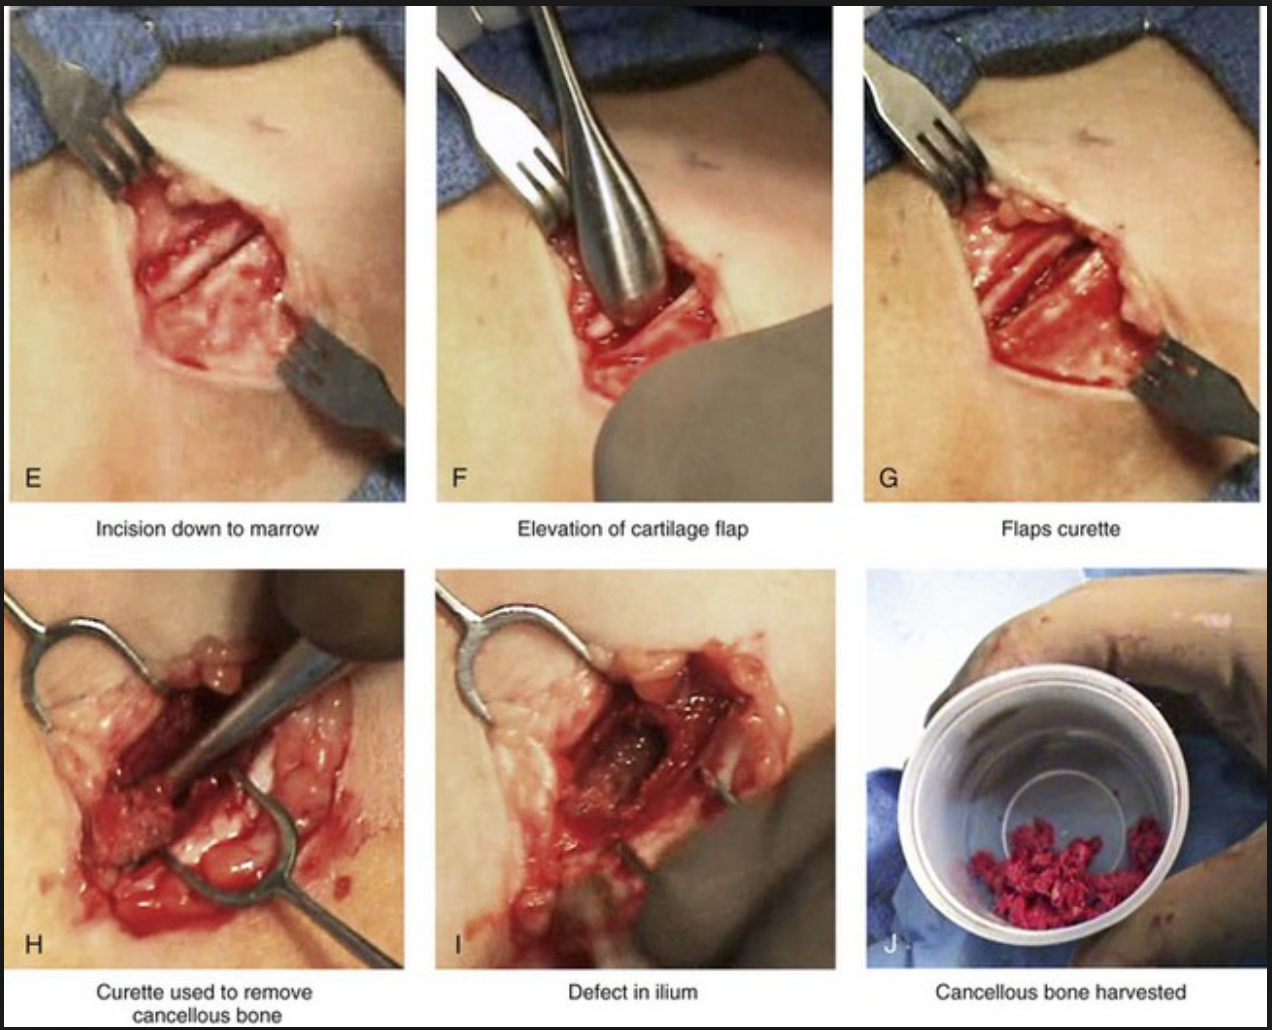 E
F
G
Incision down to marrow
Elevation of cartilage flap
Flaps curette
H
I
J
Curette used to remove
cancellous bone
Defect in ilium
Cancellous bone harvested